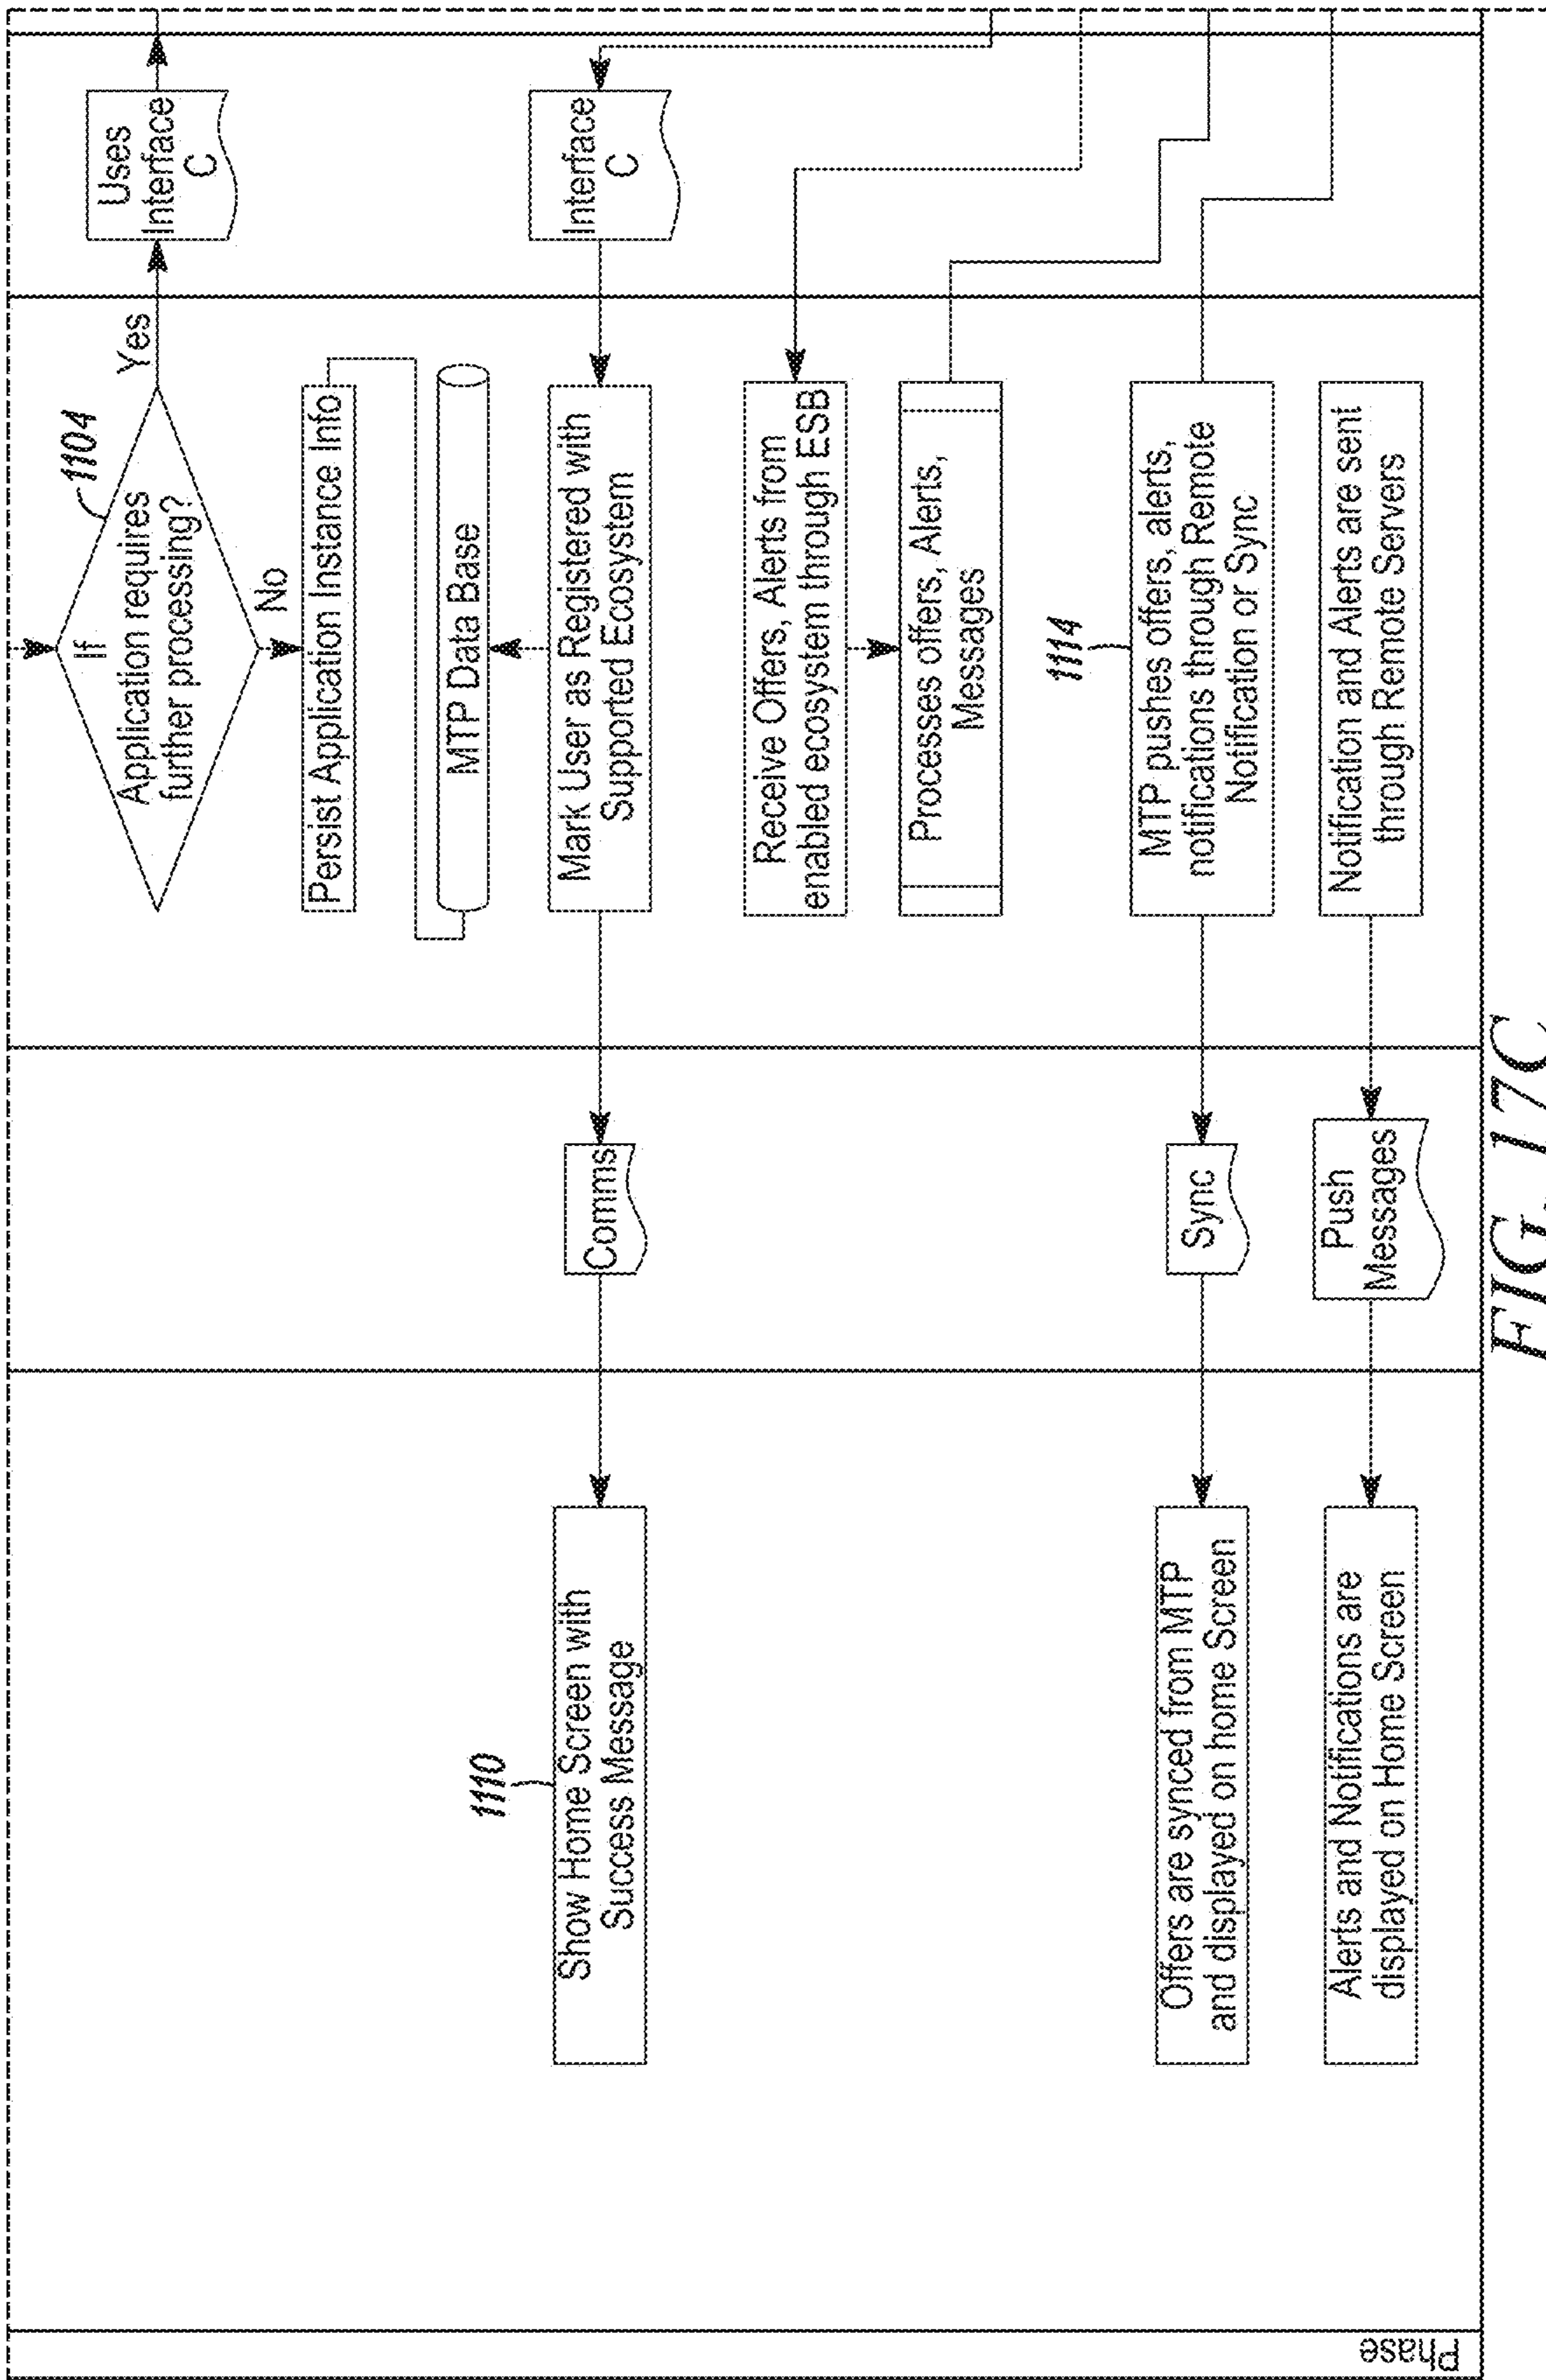 1104
If
Application requires
further processing?
Yes
Uses
Interface
C
No
Persist Application Instance Info
MTP Data Base
1110
Show Home Screen with
Success Message
Comms
Mark User as Registered with
Supported Ecosystem
Interface
C
Receive Offers, Alerts from
enabled ecosystem through ESB
Processes offers, Alerts,
Messages
1114
Offers are synced from MTP
and displayed on home Screen
Sync
MTP pushes offers, alerts,
notifications through Remote
Notification or Sync
Alerts and Notifications are
displayed on Home Screen
Push
Messages
Notification and Alerts are sent
through Remote Servers
Phase
FIG. 17C